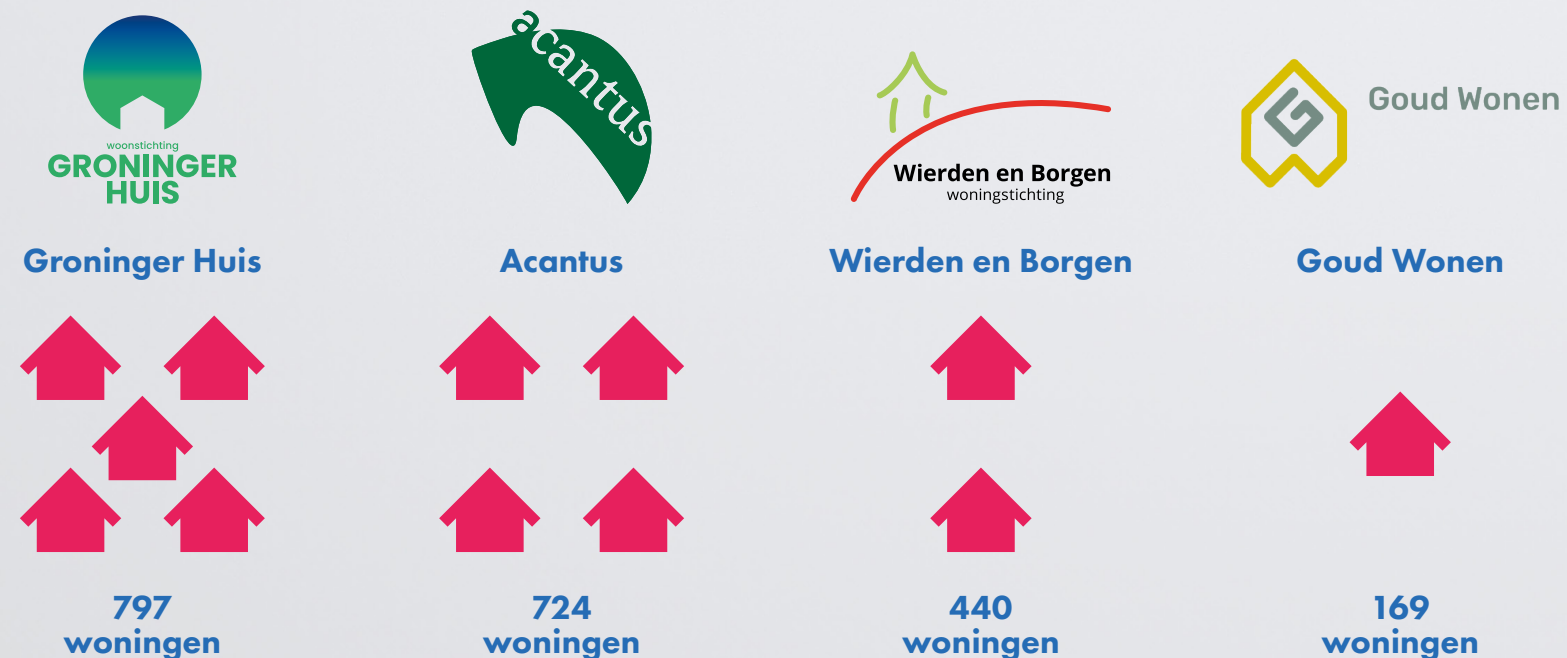 woonstichting
GRONINGER
HUIS
acantus
Wierden en Borgen
woningstichting
Goud Wonen
Groninger Huis
Acantus
Wierden en Borgen
Goud Wonen
797
woningen
724
woningen
440
woningen
169
woningen